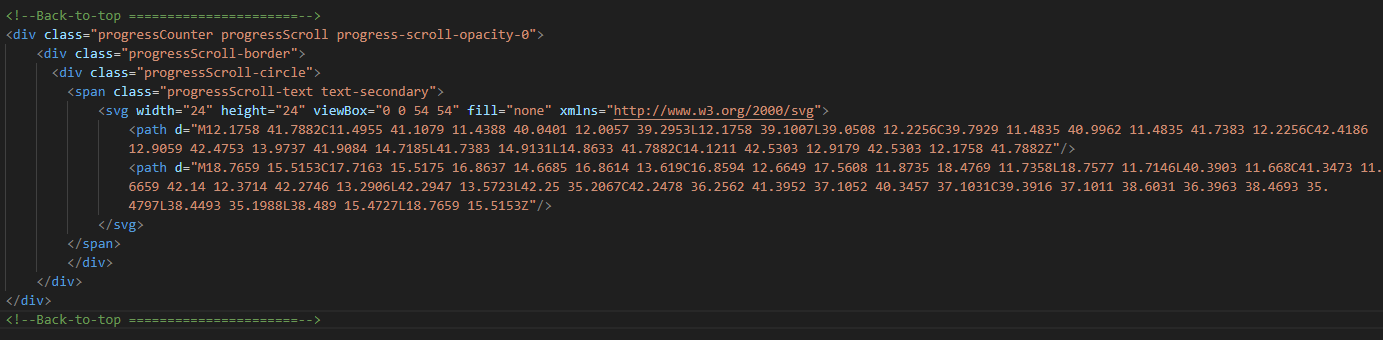 <!--Back-to-top ======================-->
<div class="progressCounter progressScroll progress-scroll-opacity-0">
<div class="progressScroll-border">
<div class="progressScroll-circle">
<span class="progressScroll-text text-secondary">
<svg width="24" height="24" viewBox="0 0 54 54" fill="none" xmlns="http://www.w3.org/2000/svg">
<path d="M12.1758 41.7882C11.4955 41.1079 11.4388 40.0401 12.0057 39.2953L12.1758 39.1007L39.0508 12.2256C39.7929 11.4835 40.9962 11.4835 41.7383 12.2256C42.4186
12.9059 42.4753 13.9737 41.9084 14.7185L41.7383 14.9131L14.8633 41.7882C14.1211 42.5303 12.9179 42.5303 12.1758 41.7882Z"/>
<path d="M18.7659 15.5153C17.7163 15.5175 16.8637 14.6685 16.8614 13.619C16.8594 12.6649 17.5608 11.8735 18.4769 11.7358L18.7577 11.7146L40.3903 11.668C41.3473 11.
6659 42.14 12.3714 42.2746 13.2906L42.2947 13.5723L42.25 35.2067C42.2478 36.2562 41.3952 37.1052 40.3457 37.1031C39.3916 37.1011 38.6031 36.3963 38.4693 35.
4797L38.4493 35.1988L38.489 15.4727L18.7659 15.5153Z"/>
</svg>
</span>
</div>
</div>
</div>
<!--Back-to-top ======================-->